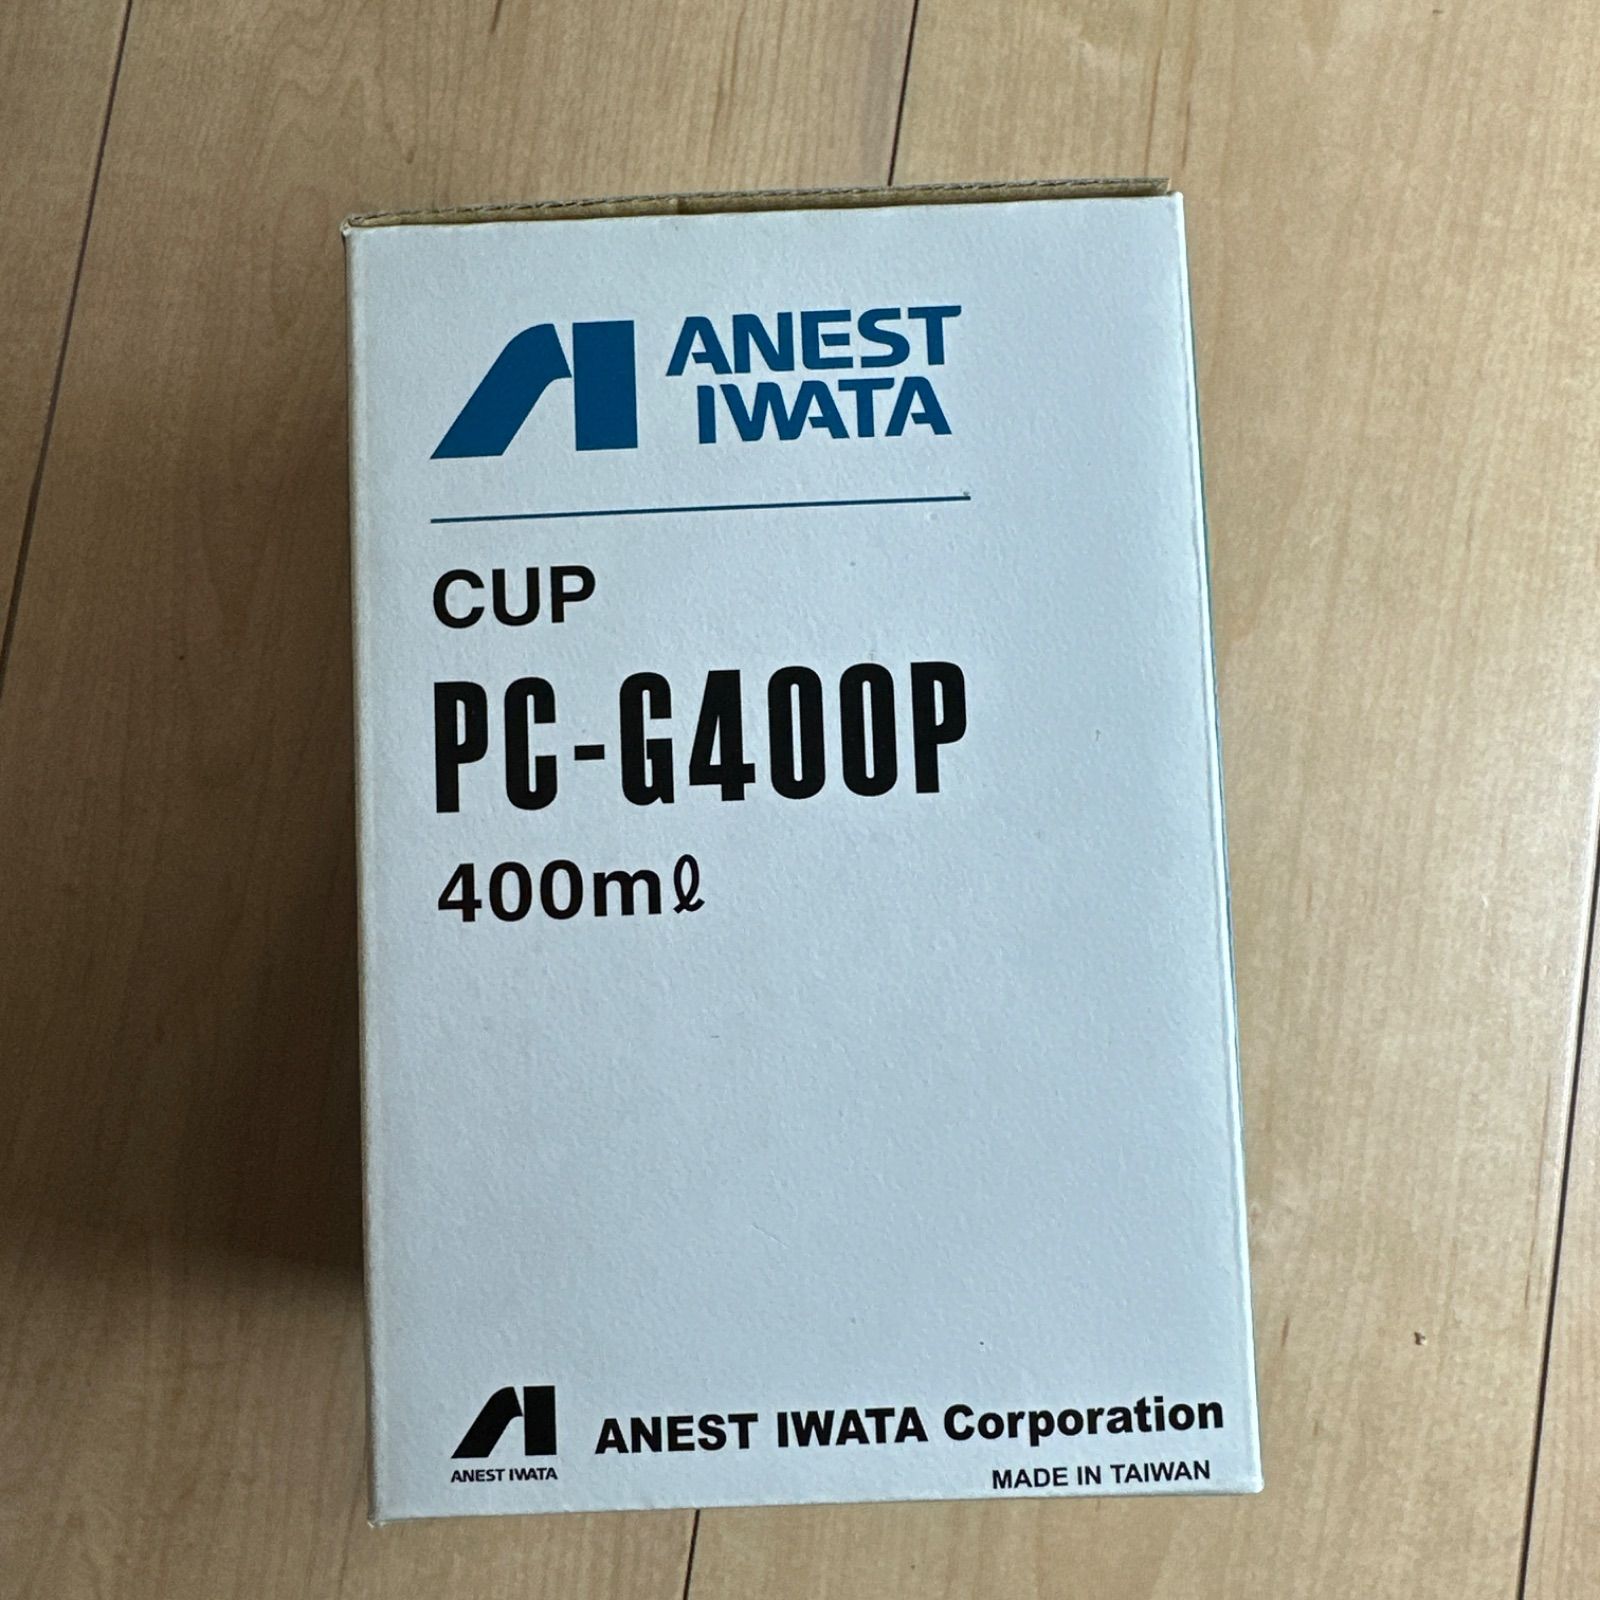 ANEST
IWATA
CUP
PC-G400P
400mℓ
ANEST IWATA
ANEST IWATA Corporation
MADE IN TAIWAN